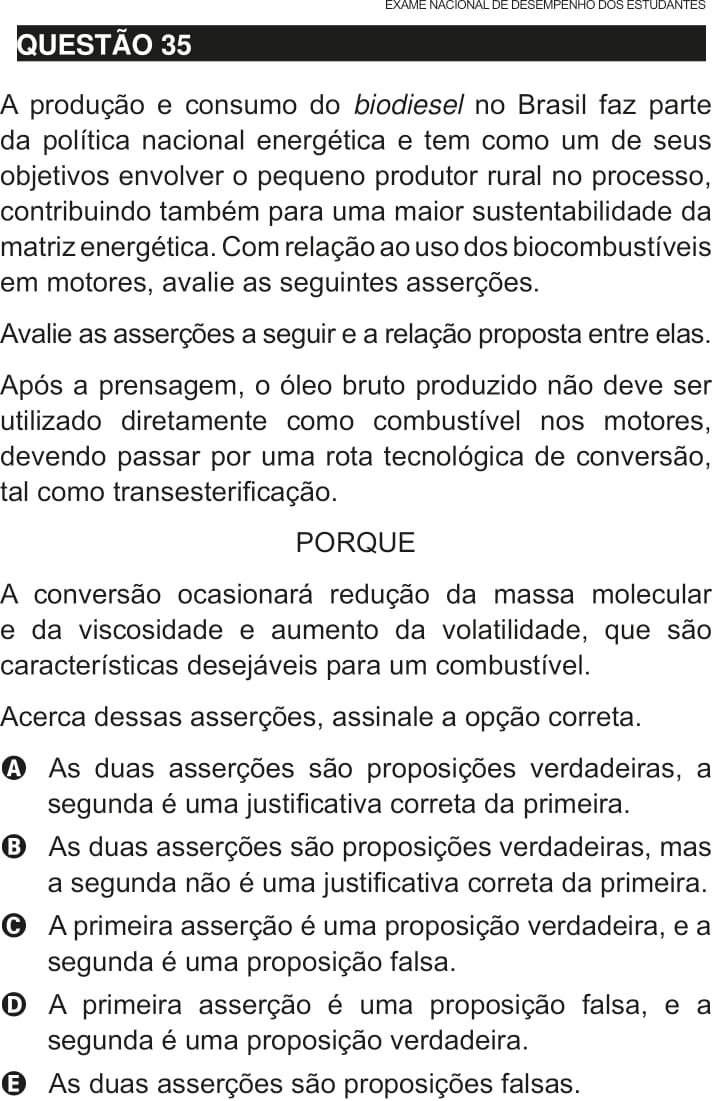 EXAME NACIONAL DE DESEMPENHO DOS ESTUDANTES
QUESTÃO 35
A produção e consumo do biodiesel no Brasil faz parte
da política nacional energética e tem como um de seus
objetivos envolver o pequeno produtor rural no processo,
contribuindo também para uma maior sustentabilidade da
matriz energética. Com relação ao uso dos biocombustíveis
em motores, avalie as seguintes asserções.
Avalie as asserções a seguir e a relação proposta entre elas.
Após a prensagem, o óleo bruto produzido não deve ser
utilizado diretamente como combustível nos motores,
devendo passar por uma rota tecnológica de conversão,
tal como transesterificação.
PORQUE
A conversão ocasionará redução da massa molecular
e da viscosidade e aumento da volatilidade, que são
características desejáveis para um combustível.
Acerca dessas asserções, assinale a opção correta.
A As duas asserções são proposições verdadeiras, a
segunda é uma justificativa correta da primeira.
B As duas asserções são proposições verdadeiras, mas
a segunda não é uma justificativa correta da primeira.
C A primeira asserção é uma proposição verdadeira, e a
segunda é uma proposição falsa.
D A primeira asserção é uma proposição falsa, e a
segunda é uma proposição verdadeira.
E As duas asserções são proposições falsas.